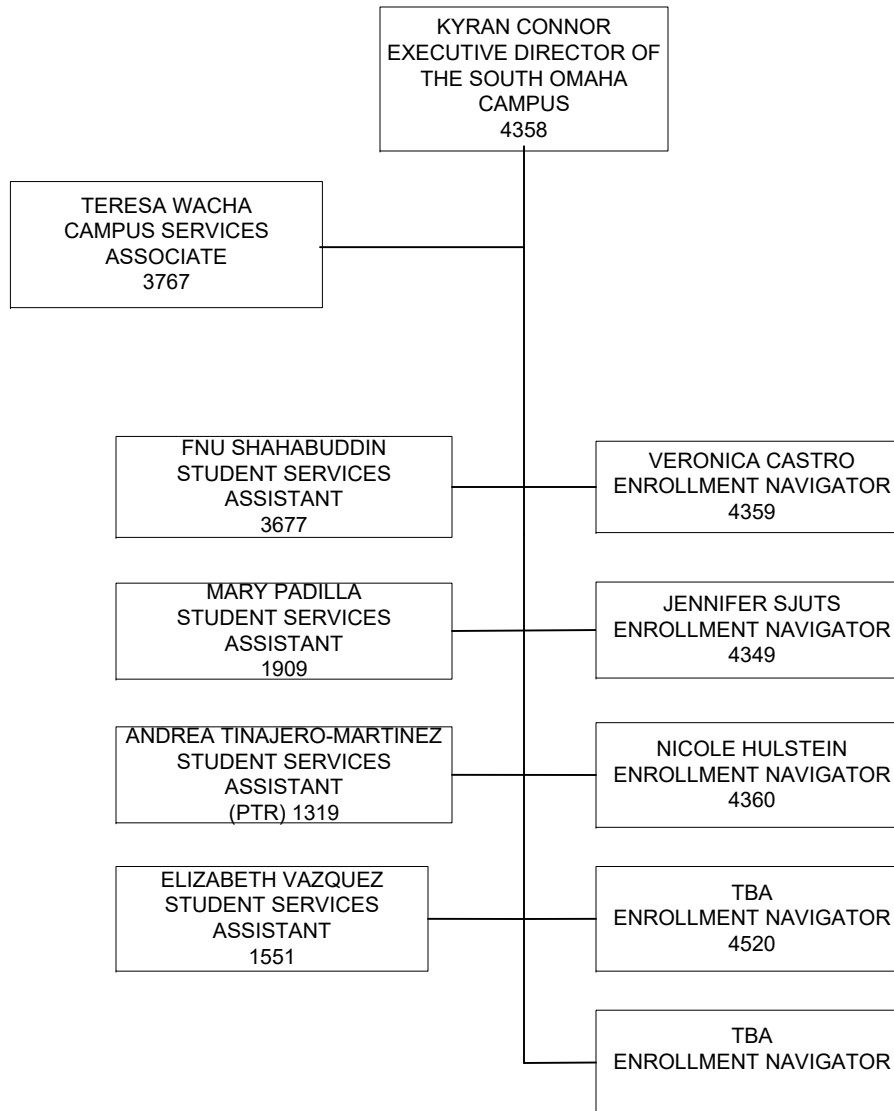 KYRAN CONNOR
EXECUTIVE DIRECTOR OF
THE SOUTH OMAHA
CAMPUS
4358
TERESA WACHA
CAMPUS SERVICES
ASSOCIATE
3767
FNU SHAHABUDDIN
STUDENT SERVICES
ASSISTANT
3677
VERONICA CASTRO
ENROLLMENT NAVIGATOR
4359
MARY PADILLA
STUDENT SERVICES
ASSISTANT
1909
JENNIFER SJUTS
ENROLLMENT NAVIGATOR
4349
ANDREA TINAJERO-MARTINEZ
STUDENT SERVICES
ASSISTANT
(PTR) 1319
NICOLE HULSTEIN
ENROLLMENT NAVIGATOR
4360
ELIZABETH VAZQUEZ
STUDENT SERVICES
ASSISTANT
1551
TBA
ENROLLMENT NAVIGATOR
4520
TBA
ENROLLMENT NAVIGATOR